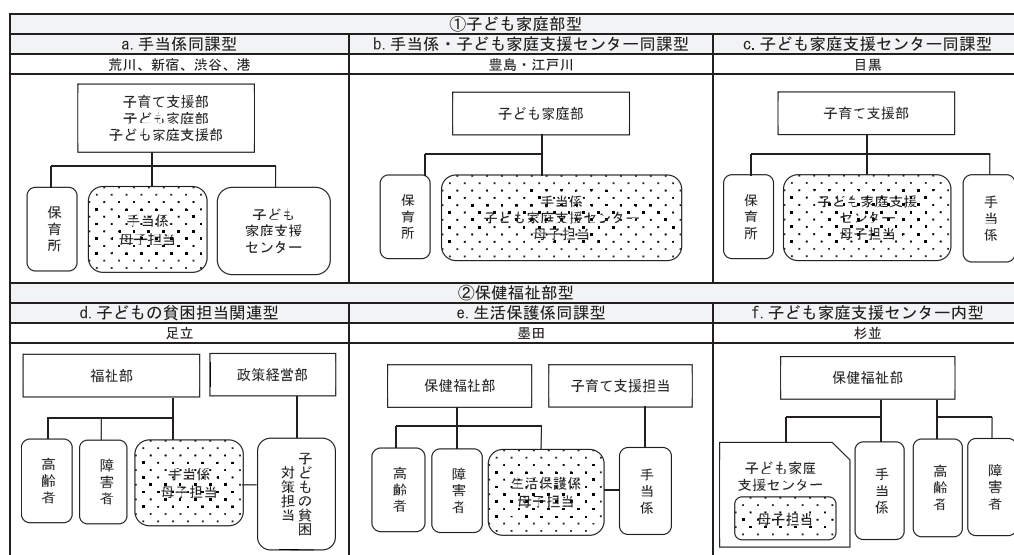 ①子ども家庭部型
a. 手当係同課型
b. 手当係・子ども家庭支援センター同課型
c. 子ども家庭支援センター同課型
荒川、新宿、渋谷、港
豊島・江戸川
目黒
子育て支援部
子ども家庭部
子ども家庭支援部
保育所
手当係
母子担当
子ども
家庭支援
センター
子ども家庭部
保育所
手当係
子ども家庭支援センター
母子担当
子育て支援部
保育所
子ども家庭支援
センター
母子担当
手当係
②保健福祉部型
d. 子どもの貧困担当関連型
e. 生活保護係同課型
f. 子ども家庭支援センター内型
足立
墨田
杉並
福祉部
政策経営部
高齢者
障害者
手当係
母子担当
子どもの貧困
対策担当
保健福祉部
子育て支援担当
高齢者
障害者
生活保護係
母子担当
手当係
保健福祉部
子ども家庭
支援センター
母子担当
手当係
高齢者
障害者